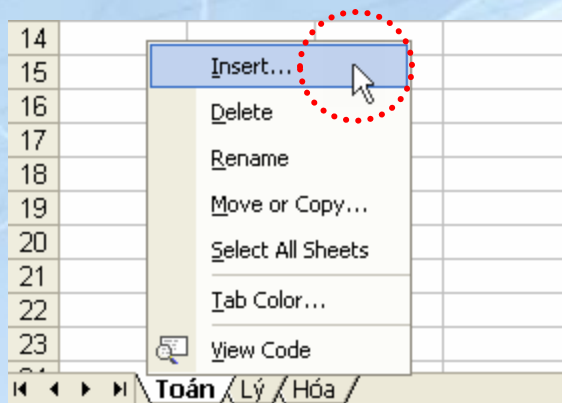 14
15
16
17
18
19
20
21
22
23
Insert...
Delete
Rename
Move or Copy...
Select All Sheets
Tab Color...
View Code
Toán Lý Hóa